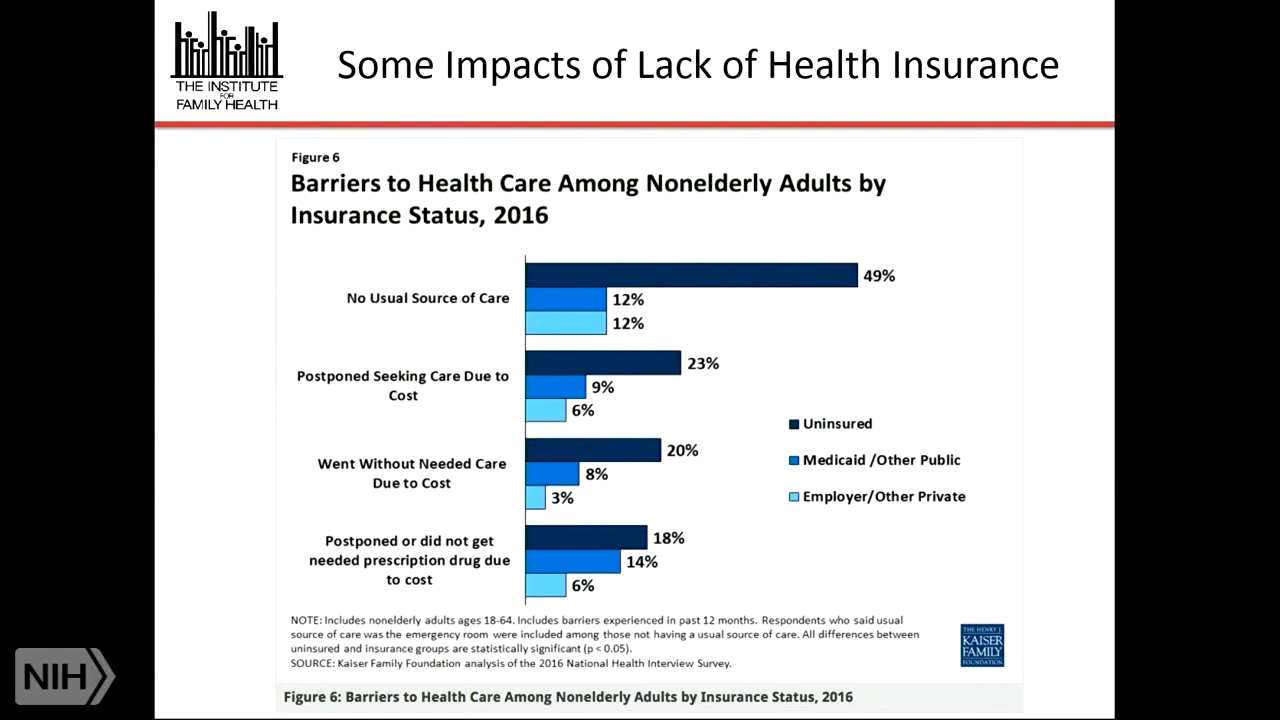 THE INSTITUTE
FOR
FAMILY HEALTH
Some Impacts of Lack of Health Insurance
Figure 6
Barriers to Health Care Among Nonelderly Adults by
Insurance Status, 2016
No Usual Source of Care
49%
12%
12%
Postponed Seeking Care Due to
Cost
23%
9%
6%
Went Without Needed Care
Due to Cost
20%
8%
3%
Postponed or did not get
needed prescription drug due
to cost
18%
14%
6%
Uninsured
Medicaid /Other Public
Employer/Other Private
NOTE: Includes nonelderly adults ages 18-64. Includes barriers experienced in past 12 months. Respondents who said usual
source of care was the emergency room were included among those not having a usual source of care. All differences between
uninsured and insurance groups are statistically significant (p < 0.05).
SOURCE: Kaiser Family Foundation analysis of the 2016 National Health Interview Survey.
THE HENRY J.
KAISER
FAMILY
FOUNDATION
NIH
Figure 6: Barriers to Health Care Among Nonelderly Adults by Insurance Status, 2016